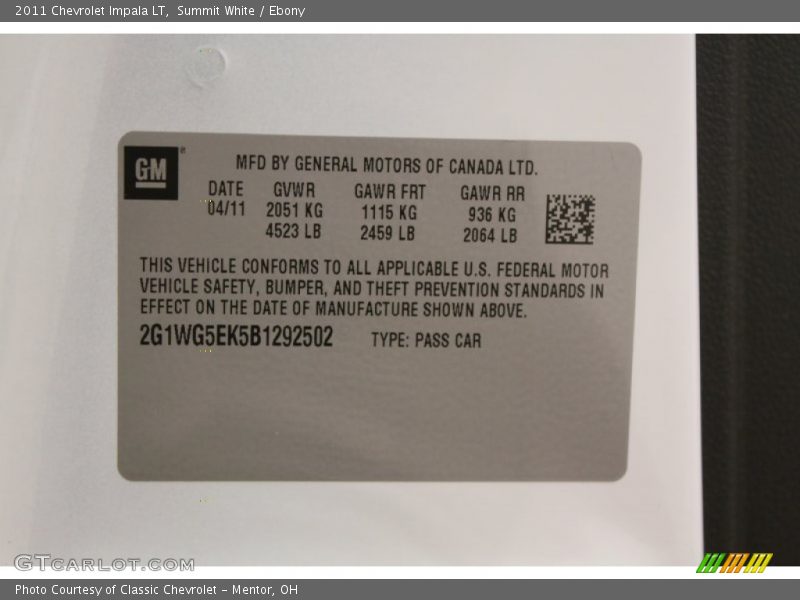 2011 Chevrolet Impala LT, Summit White / Ebony
GM®
MFD BY GENERAL MOTORS OF CANADA LTD.
DATE GVWR GAWR FRT GAWR RR
04/11 2051 KG 1115 KG 936 KG
4523 LB 2459 LB 2064 LB
THIS VEHICLE CONFORMS TO ALL APPLICABLE U.S. FEDERAL MOTOR
VEHICLE SAFETY, BUMPER, AND THEFT PREVENTION STANDARDS IN
EFFECT ON THE DATE OF MANUFACTURE SHOWN ABOVE.
2G1WG5EK5B1292502 TYPE: PASS CAR
GTCARLOT.COM
Photo Courtesy of Classic Chevrolet - Mentor, OH